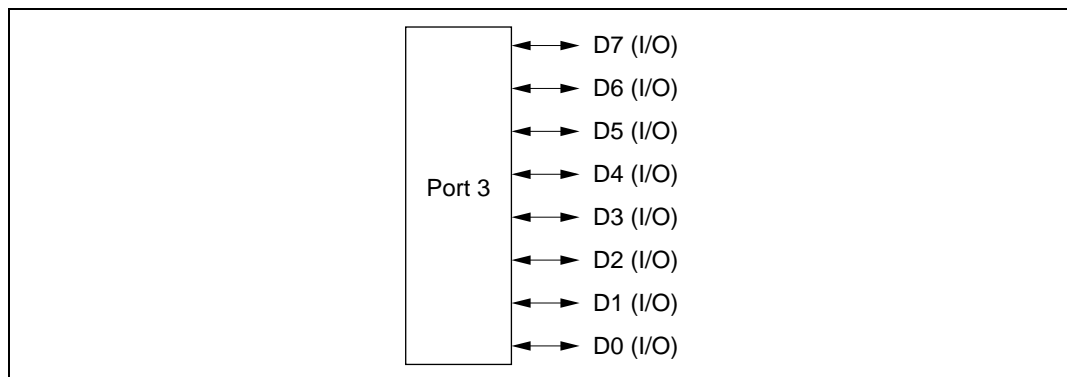 D7 (I/O)
D6 (I/O)
D5 (I/O)
D4 (I/O)
Port 3
D3 (I/O)
D2 (I/O)
D1 (I/O)
D0 (I/O)